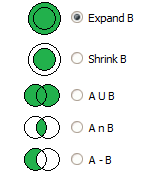 Expand B
Shrink B
A U B
A n B
A - B